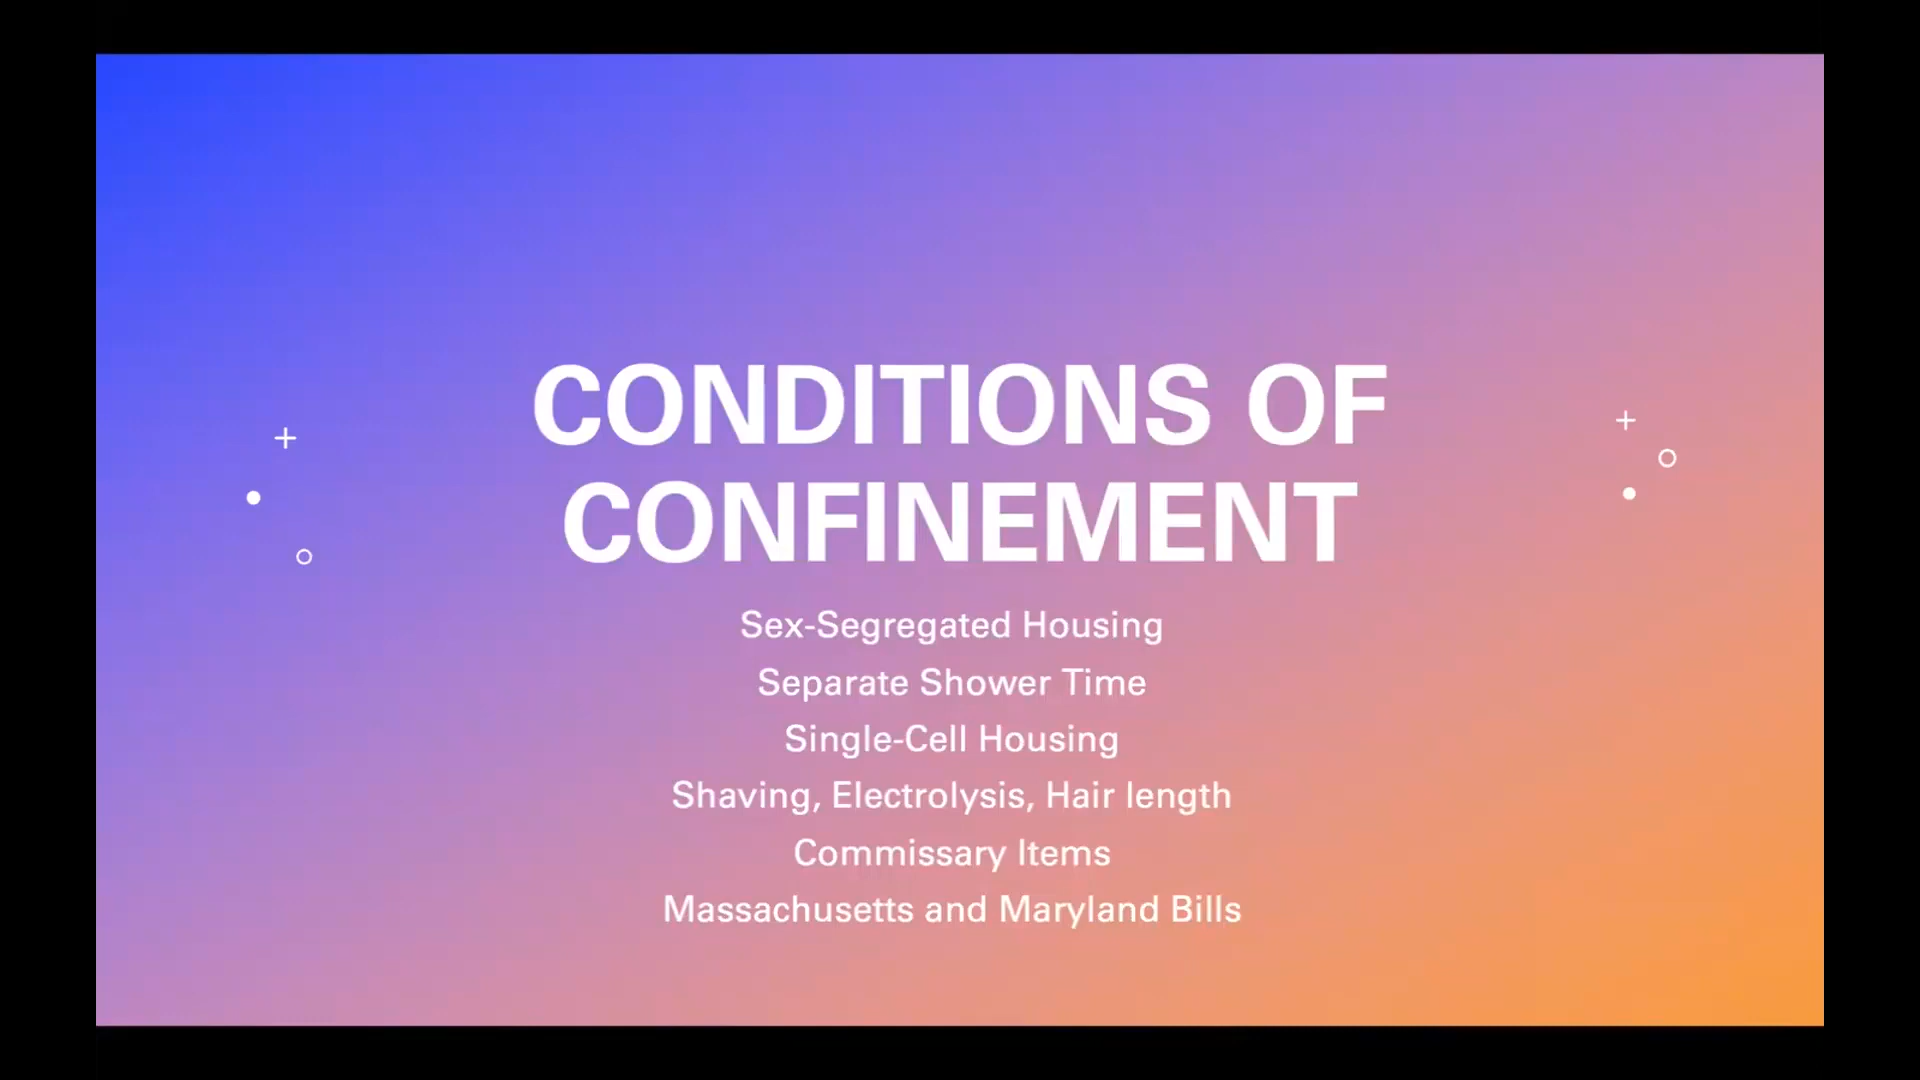 CONDITIONS OF
CONFINEMENT
Sex-Segregated Housing
Separate Shower Time
Single-Cell Housing
Shaving, Electrolysis, Hair length
Commissary Items
Massachusetts and Maryland Bills